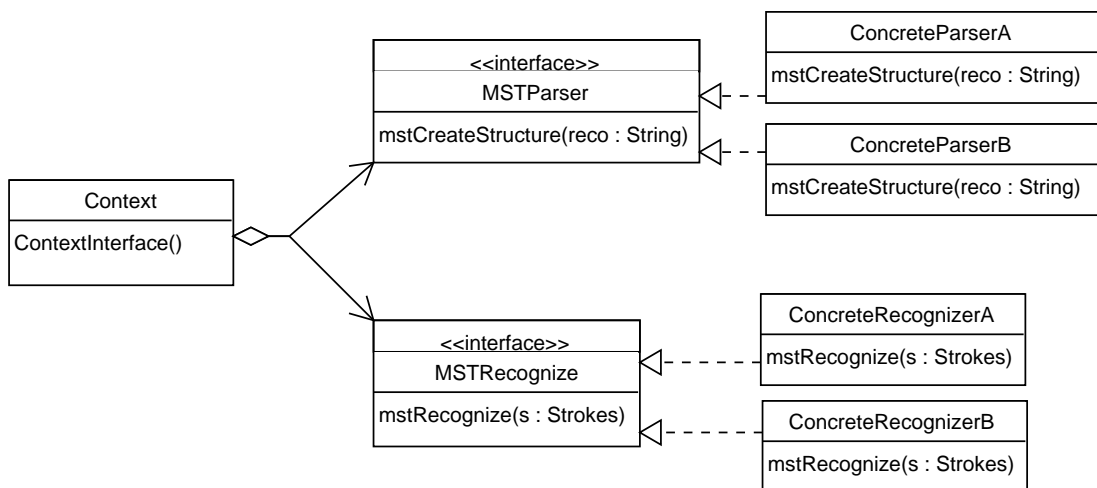 ConcreteParserA
mstCreateStructure(reco : String)
<<interface>>
MSTParser
mstCreateStructure(reco : String)
ConcreteParserB
mstCreateStructure(reco : String)
Context
ContextInterface()
ConcreteRecognizerA
mstRecognize(s : Strokes)
<<interface>>
MSTRecognize
mstRecognize(s : Strokes)
ConcreteRecognizerB
mstRecognize(s : Strokes)